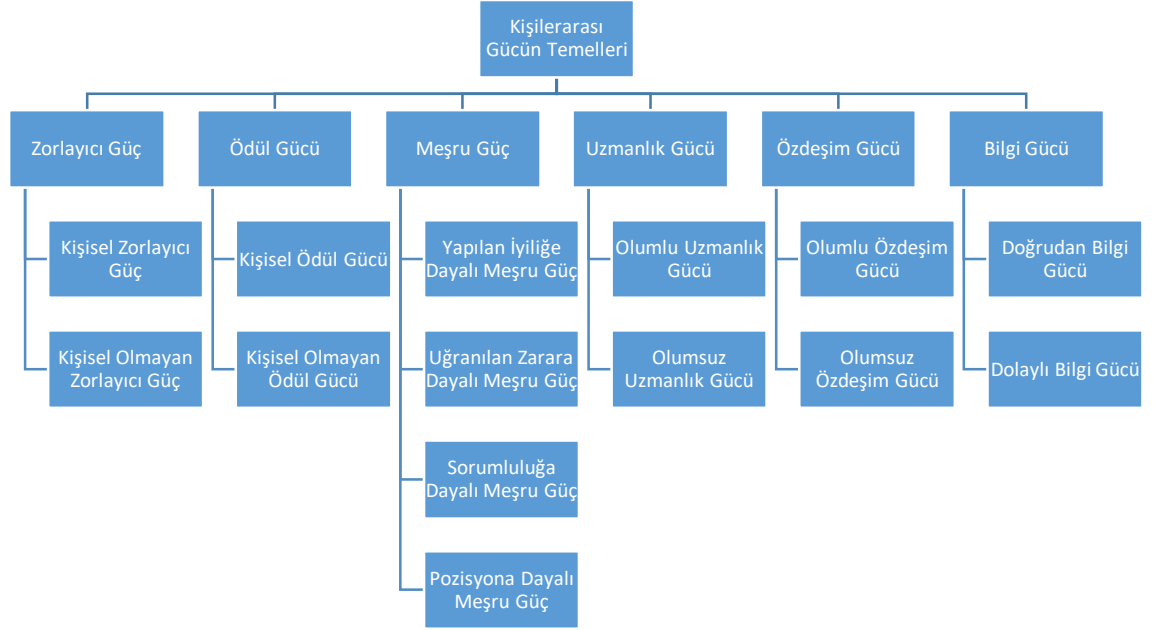 Kişilerarası
Gücün Temelleri
Zorlayıcı Güç
Ödül Gücü
Meşru Güç
Uzmanlık Gücü
Özdeşim Gücü
Bilgi Gücü
Kişisel Zorlayıcı
Güç
Kişisel Ödül Gücü
Yapılan İyiliğe
Dayalı Meşru Güç
Olumlu Uzmanlık
Gücü
Olumlu Özdeşim
Gücü
Doğrudan Bilgi
Gücü
Kişisel Olmayan
Zorlayıcı Güç
Kişisel Olmayan
Ödül Gücü
Uğranılan Zarara
Dayalı Meşru Güç
Olumsuz
Uzmanlık Gücü
Olumsuz
Özdeşim Gücü
Dolaylı Bilgi Gücü
Sorumluluğa
Dayalı Meşru Güç
Pozisyona Dayalı
Meşru Güç